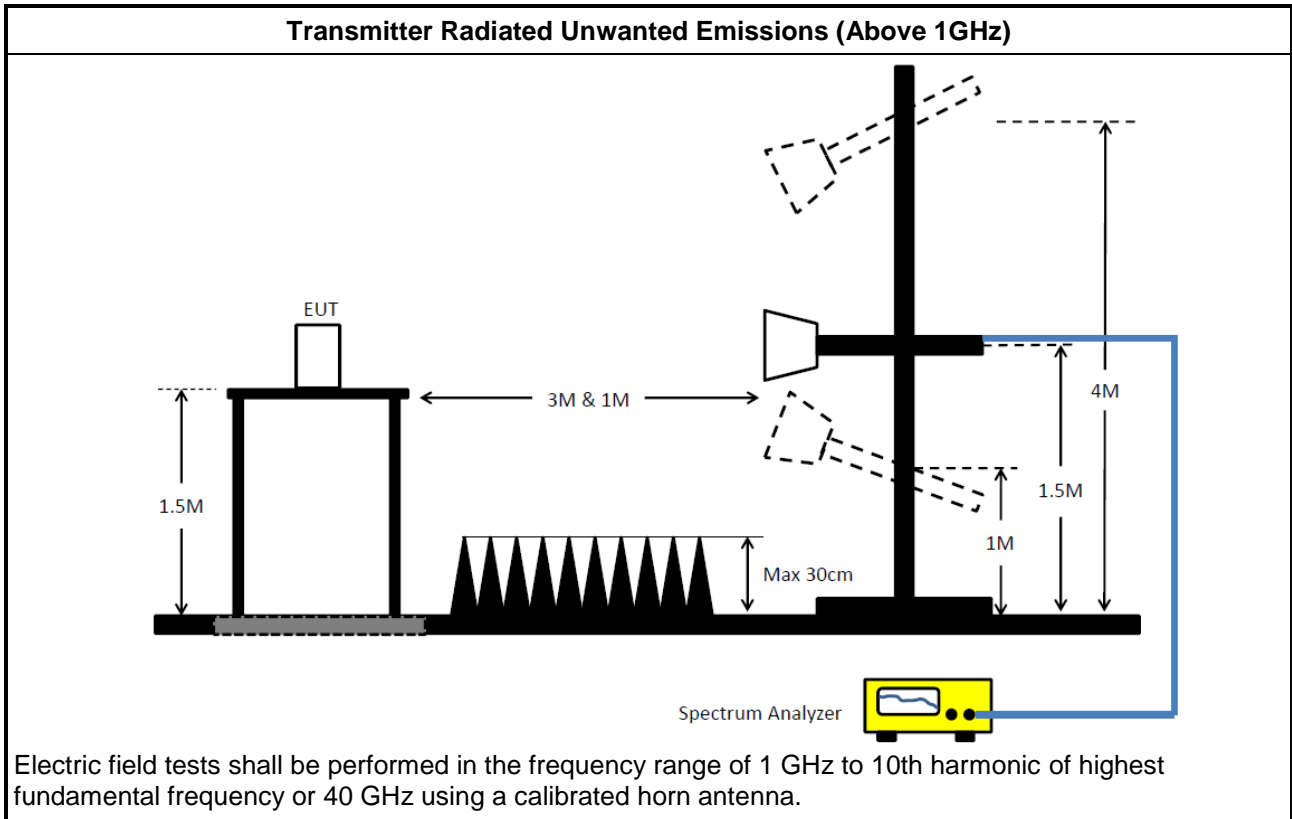 Transmitter Radiated Unwanted Emissions (Above 1GHz)
EUT
3M & 1M
4M
1.5M
1.5M
1M
Max 30cm
Spectrum Analyzer
Electric field tests shall be performed in the frequency range of 1 GHz to 10th harmonic of highest
fundamental frequency or 40 GHz using a calibrated horn antenna.